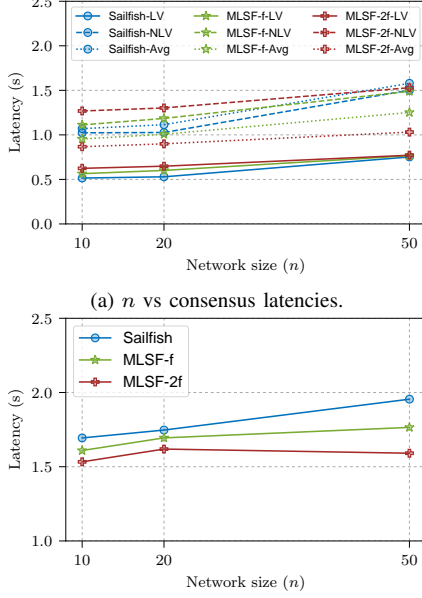 2.5
2.0
1.5
1.0
0.5
0.0
Latency (s)
Sailfish-LV
Sailfish-NLV
Sailfish-Avg
MLSF-f-LV
MLSF-f-NLV
MLSF-f-Avg
MLSF-2f-LV
MLSF-2f-NLV
MLSF-2f-Avg
10 20 50
Network size (n)
(a) n vs consensus latencies.
2.5
2.0
1.5
1.0
Latency (s)
Sailfish
MLSF-f
MLSF-2f
10 20 50
Network size (n)